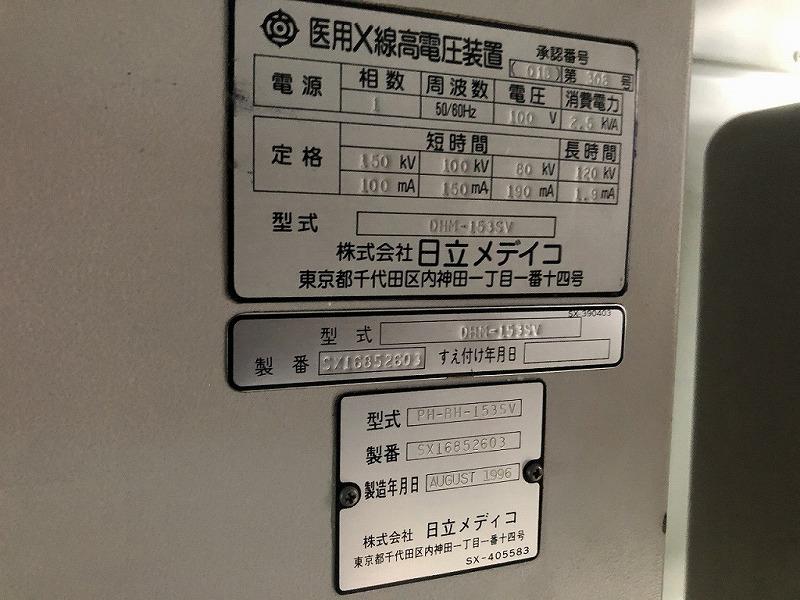 医用X線高電圧装置
承認番号
(01B)第 368 号
電源 相数 周波数 電圧 消費電力
1 50/60Hz 100 V 2.5 kVA
定格 短時間 長時間
150 kV 100 kV 80 kV 120 kV
100 mA 150 mA 190 mA 1.9 mA
型式 DHM-153SV
株式会社 日立メデイコ
東京都千代田区内神田一丁目一番十四号
SX 390403
型式 DHM-153SV
製番 SX16852603 すえ付け年月日
型式 PH-BH-153SV
製番 SX16852603
製造年月日 AUGUST 1996
株式会社 日立メディコ
東京都千代田区内神田一丁目一番十四号
SX-405583